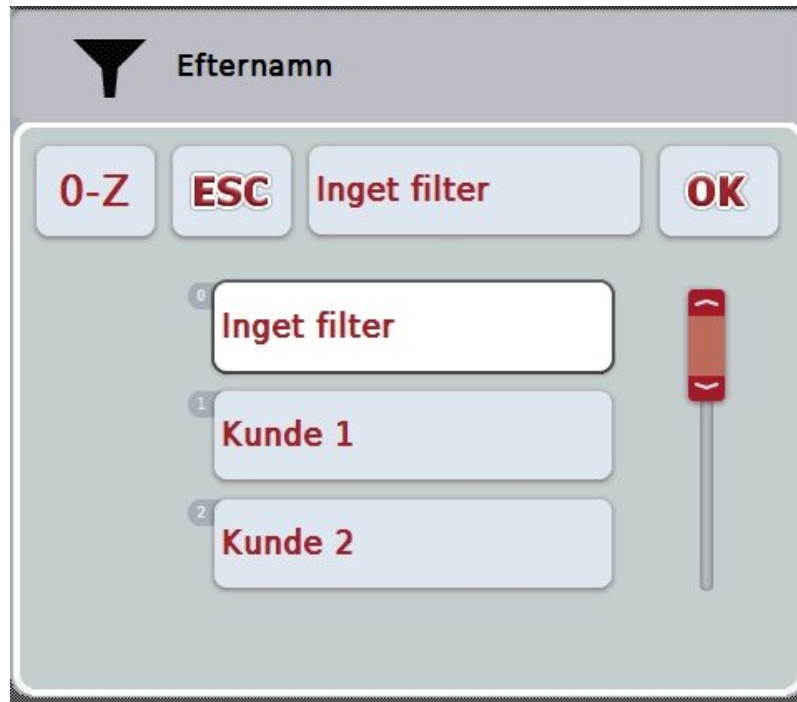 Efternamn
0-Z ESC Inget filter OK
0
Inget filter
1
Kunde 1
2
Kunde 2